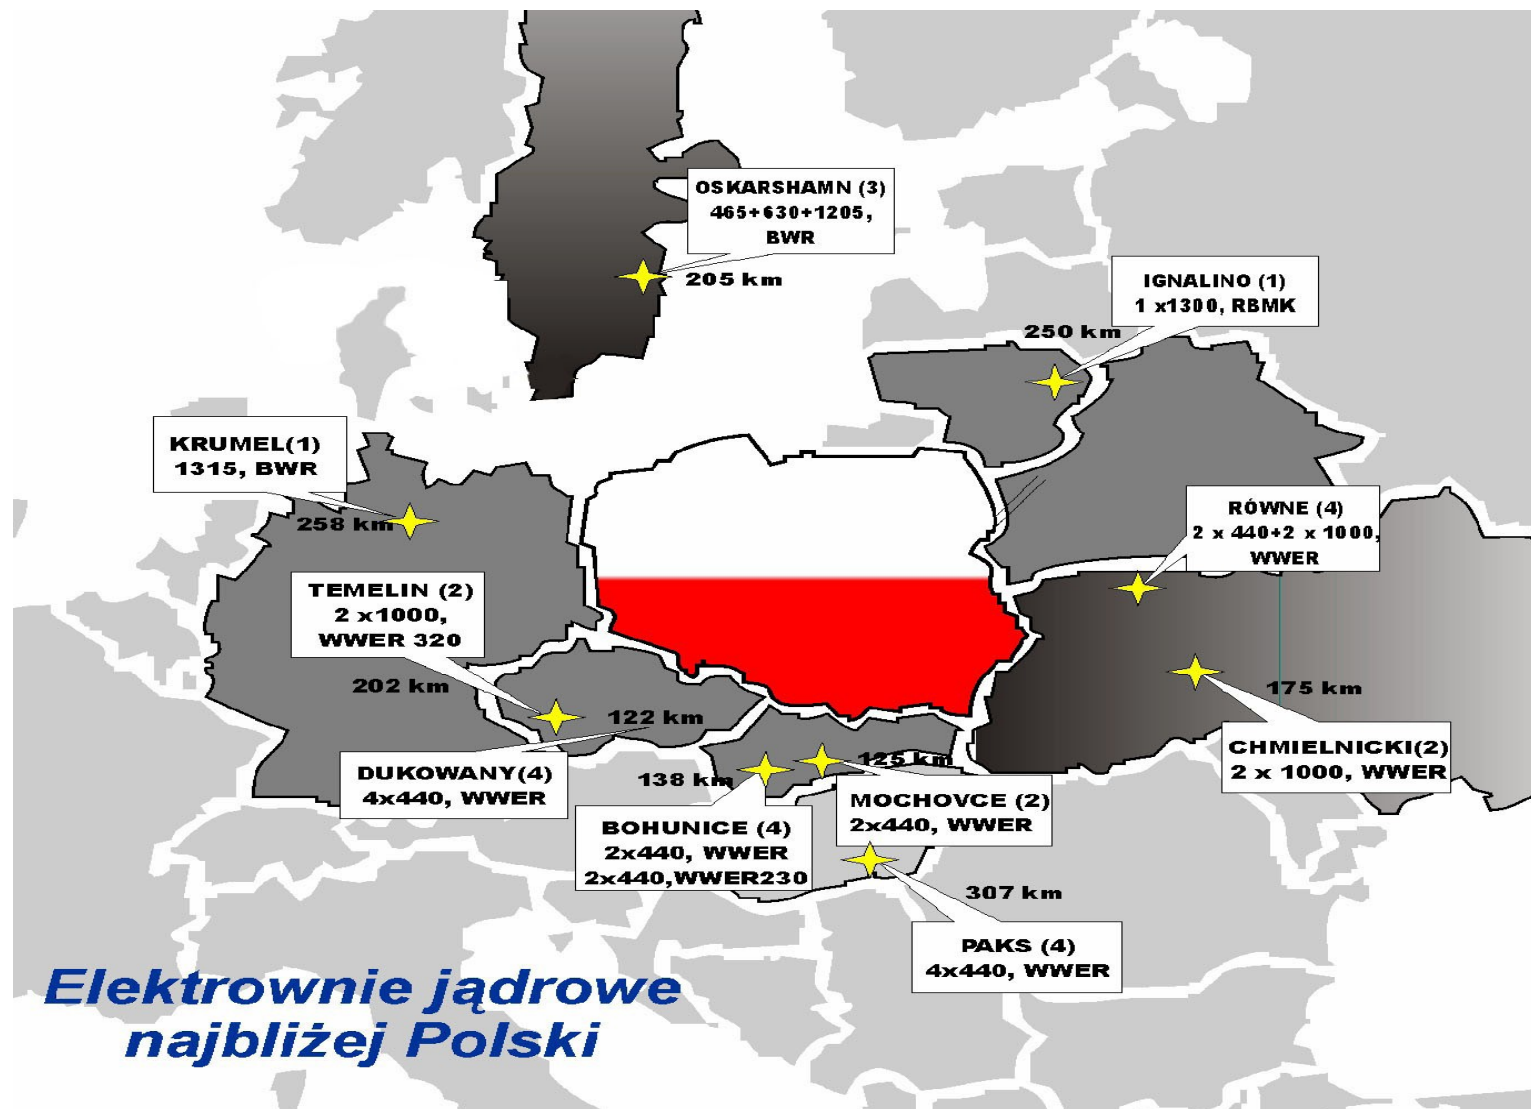 OSKARSHAMN (3)
465+630+1205,
BWR
205 km
IGNALINO (1)
1 x1300, RBMK
250 km
KRUMEL(1)
1315, BWR
258 km
RÓWNE (4)
2 x 440+2 x 1000,
WWER
TEMELIN (2)
2 x1000,
WWER 320
202 km
122 km
175 km
DUKOWANY(4)
4x440, WWER
138 km
125 km
CHMIELNICKI(2)
2 x 1000, WWER
BOHUNICE (4)
2x440, WWER
2x440,WWER230
MOCHOVCE (2)
2x440, WWER
307 km
PAKS (4)
4x440, WWER
Elektrownie jądrowe
najbliżej Polski